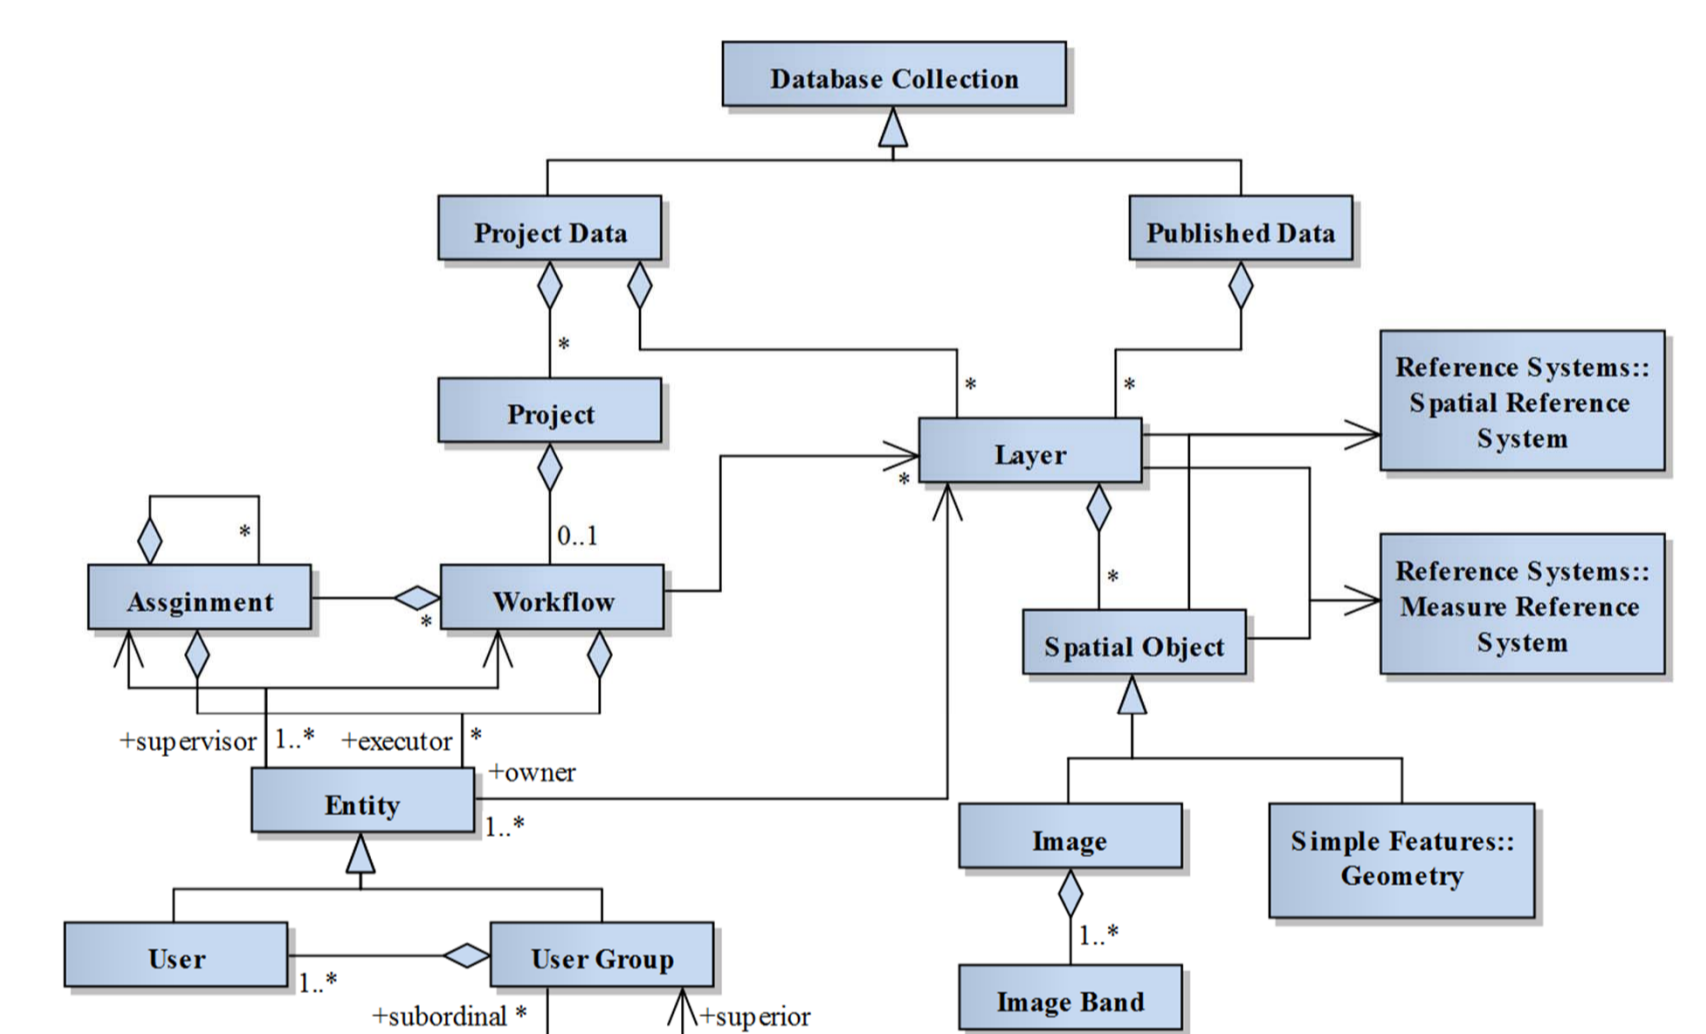 Database Collection
Project Data
Published Data
*
Project
*
*
Reference Systems::
Spatial Reference
System
Layer
*
*
0..1
*
Assginment
*
Workflow
Reference Systems::
Measure Reference
System
Spatial Object
+supervisor
1..*
+executor
*
+owner
Entity
1..*
Image
Simple Features::
Geometry
1..*
User
1..*
User Group
Image Band
+subordinal *
+superior